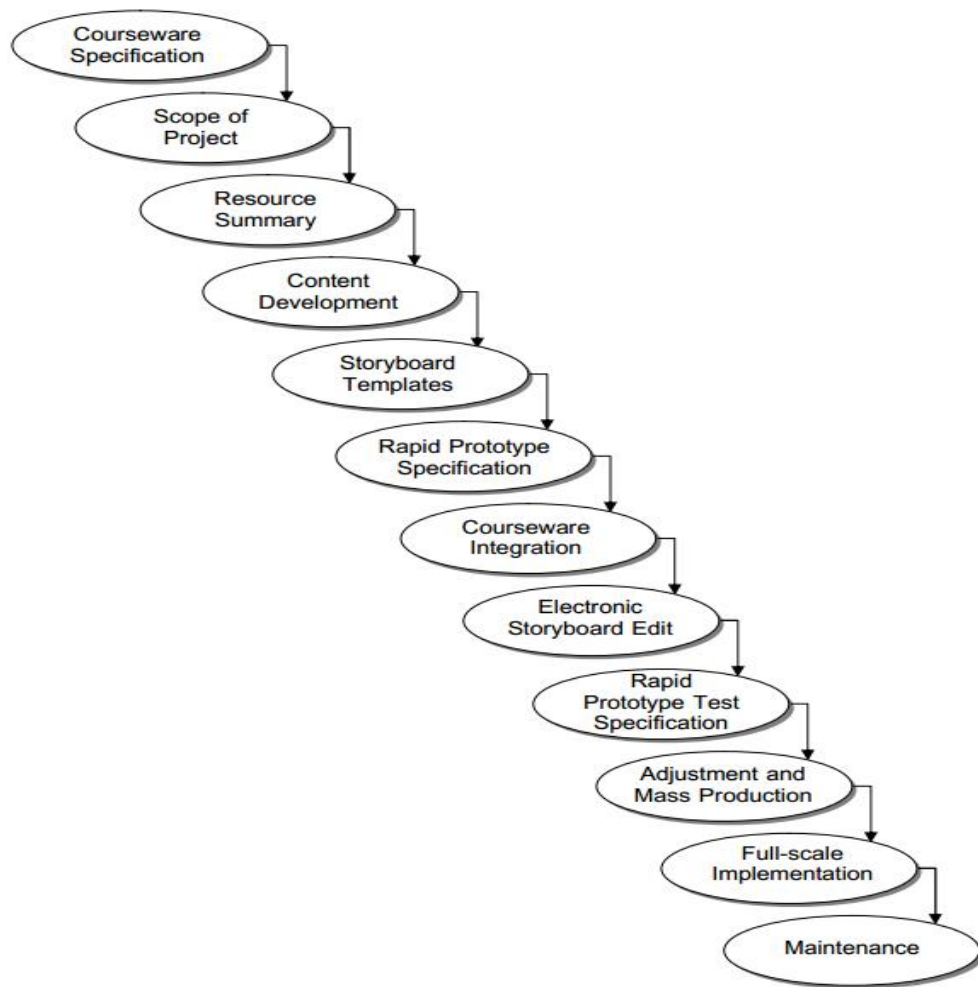 Courseware
Specification
Scope of
Project
Resource
Summary
Content
Development
Storyboard
Templates
Rapid Prototype
Specification
Courseware
Integration
Electronic
Storyboard Edit
Rapid
Prototype Test
Specification
Adjustment and
Mass Production
Full-scale
Implementation
Maintenance